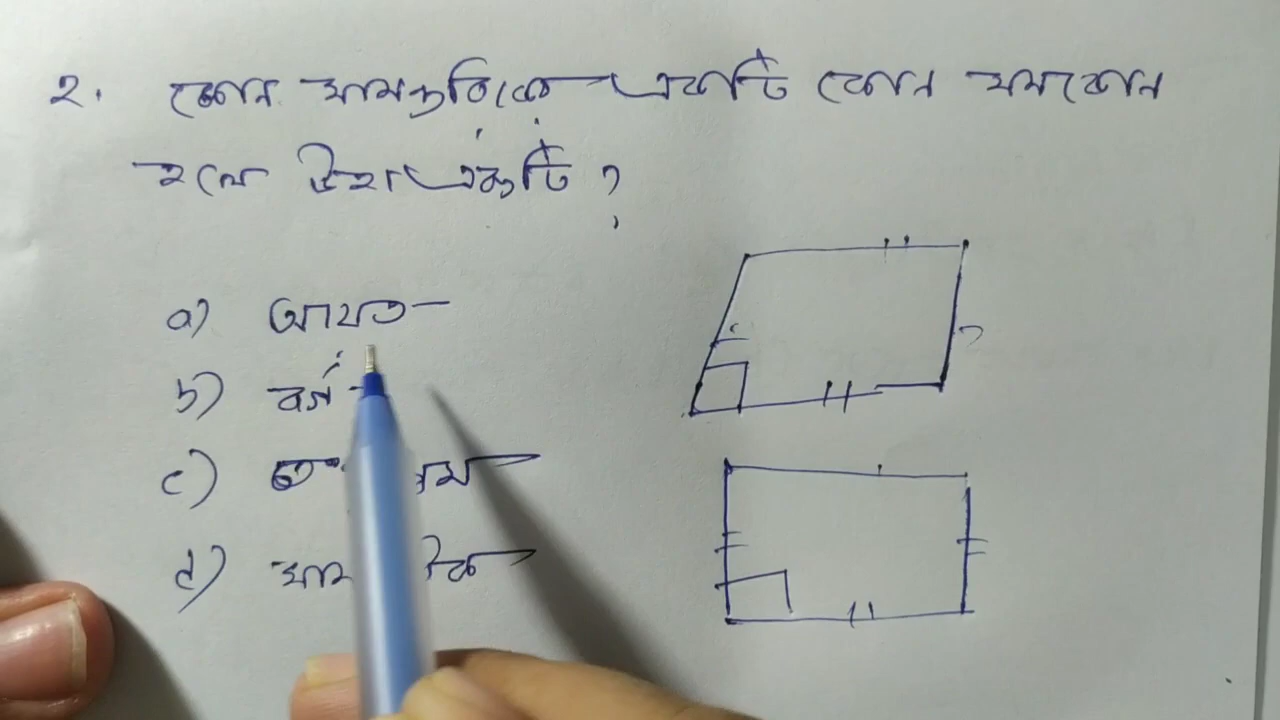 ২. কোন সামন্তরিকের একটি কোন সমকোন
হলে উহা একটি ?
a) আয়ত
b) বর্গ
c)
d)